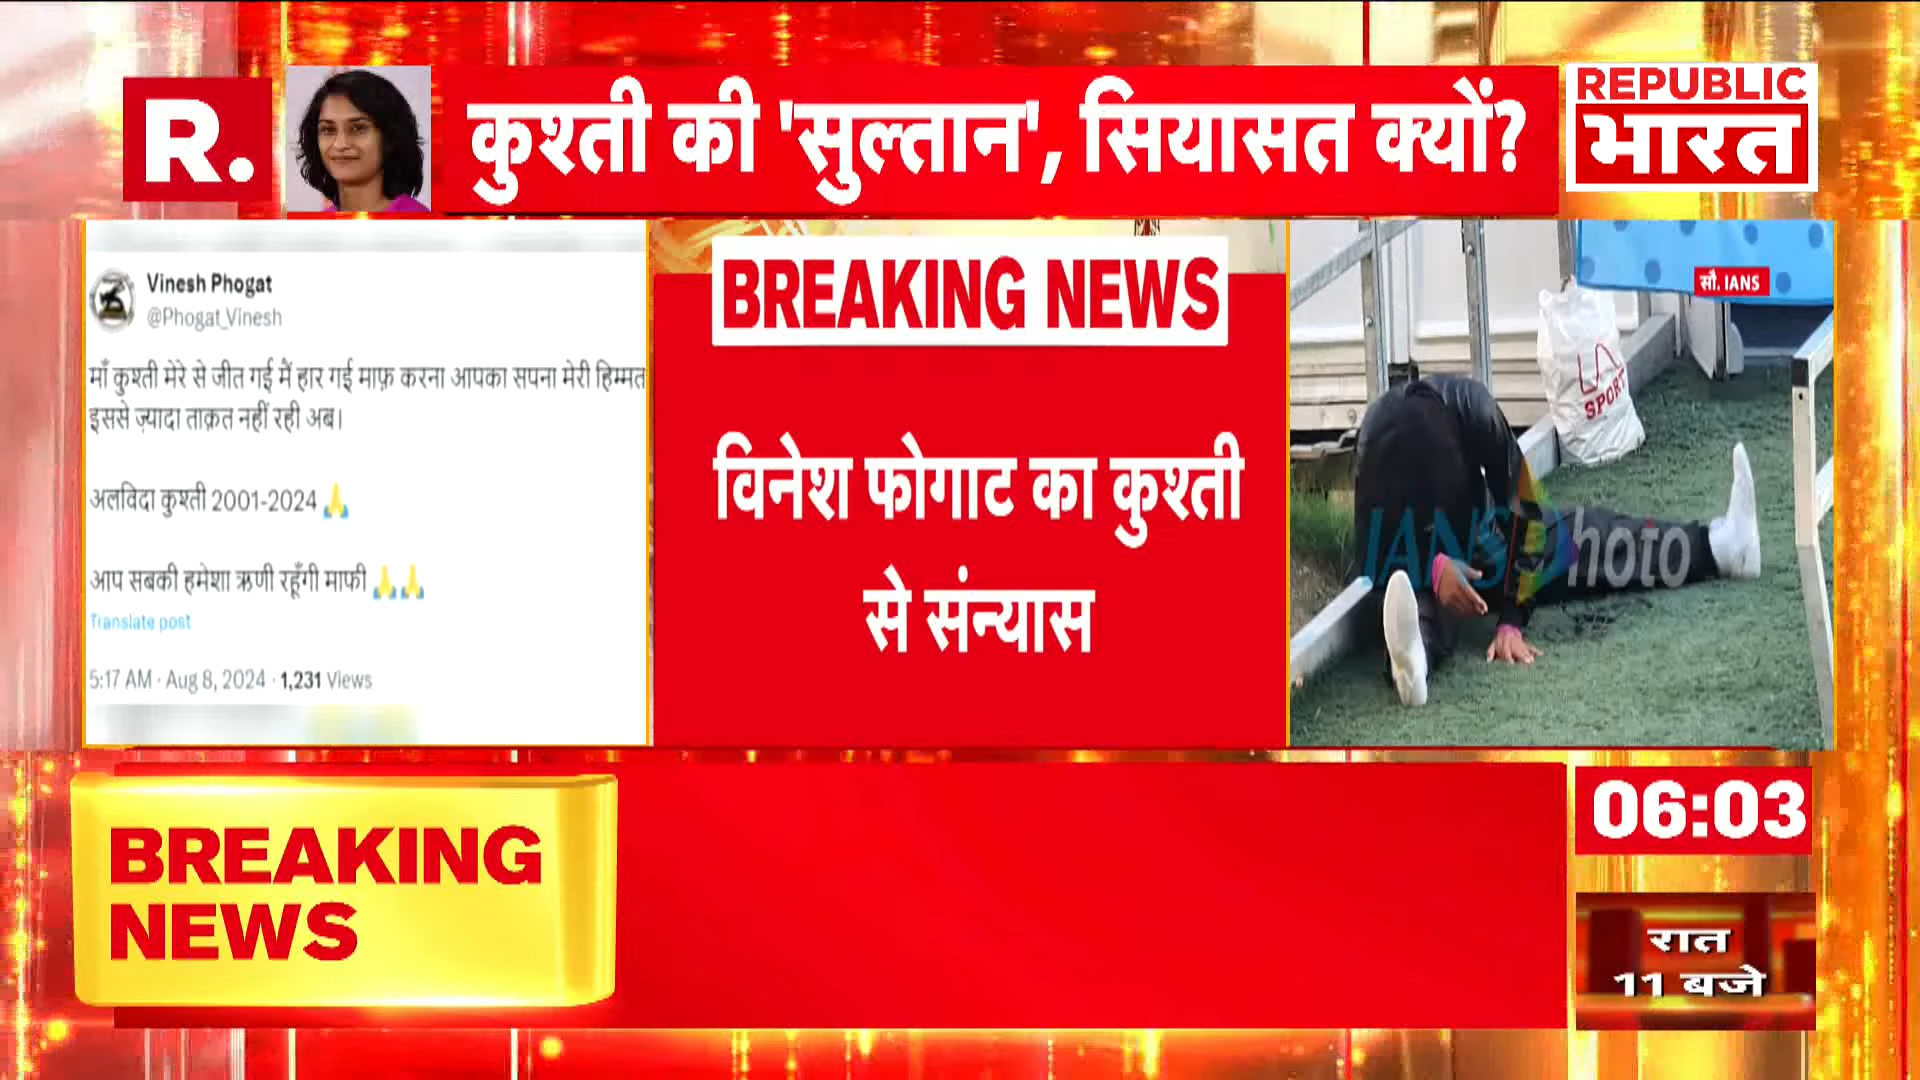 R.
कुश्ती की 'सुल्तान', सियासत क्यों?
REPUBLIC
भारत
Vinesh Phogat
@Phogat_Vinesh
माँ कुश्ती मेरे से जीत गई मैं हार गई माफ़ करना आपका सपना मेरी हिम्मत
इससे ज़्यादा ताक़त नहीं रही अब।
अलविदा कुश्ती 2001-2024 🙏
आप सबकी हमेशा ऋणी रहूँगी माफी 🙏🙏
Translate post
5:17 AM · Aug 8, 2024 · 1,231 Views
BREAKING NEWS
विनेश फोगाट का कुश्ती
से संन्यास
सौ. IANS
SPORT
IANS Photo
BREAKING
NEWS
06:03
रात
11 बजे